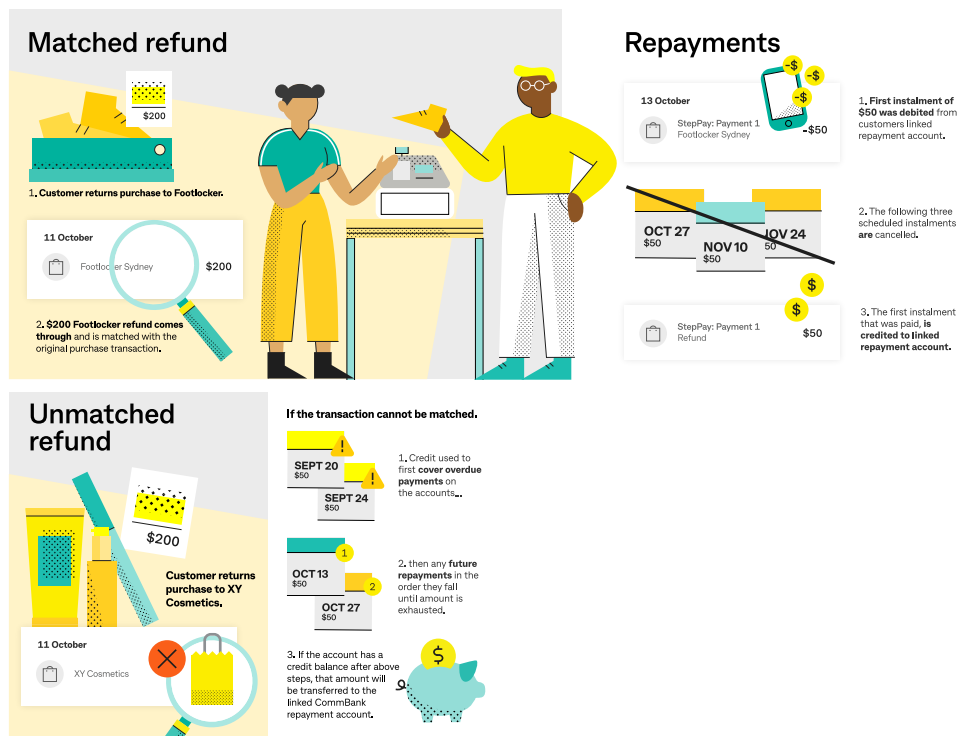 Matched refund
$200
1. Customer returns purchase to Footlocker.
11 October
Footlocker Sydney
$200
2. $200 Footlocker refund comes
through and is matched with the
original purchase transaction.
Repayments
-$
-$
-$
13 October
StepPay: Payment 1
Footlocker Sydney
-$50
1. First instalment of
$50 was debited from
customers linked
repayment account.
OCT 27
$50
NOV 10
$50
NOV 24
$50
2. The following three
scheduled instalments
are cancelled.
$
$
StepPay: Payment 1
Refund
$50
3. The first instalment
that was paid, is
credited to linked
repayment account.
Unmatched
refund
$200
Customer returns
purchase to XY
Cosmetics.
11 October
XY Cosmetics
If the transaction cannot be matched.
!
SEPT 20
$50
!
SEPT 24
$50
1. Credit used to
first cover overdue
payments on
the accounts...
1
OCT 13
$50
2
OCT 27
$50
2. then any future
repayments in the
order they fall
until amount is
exhausted.
3. If the account has a
credit balance after above
steps, that amount will
be transferred to the
linked CommBank
repayment account.
$